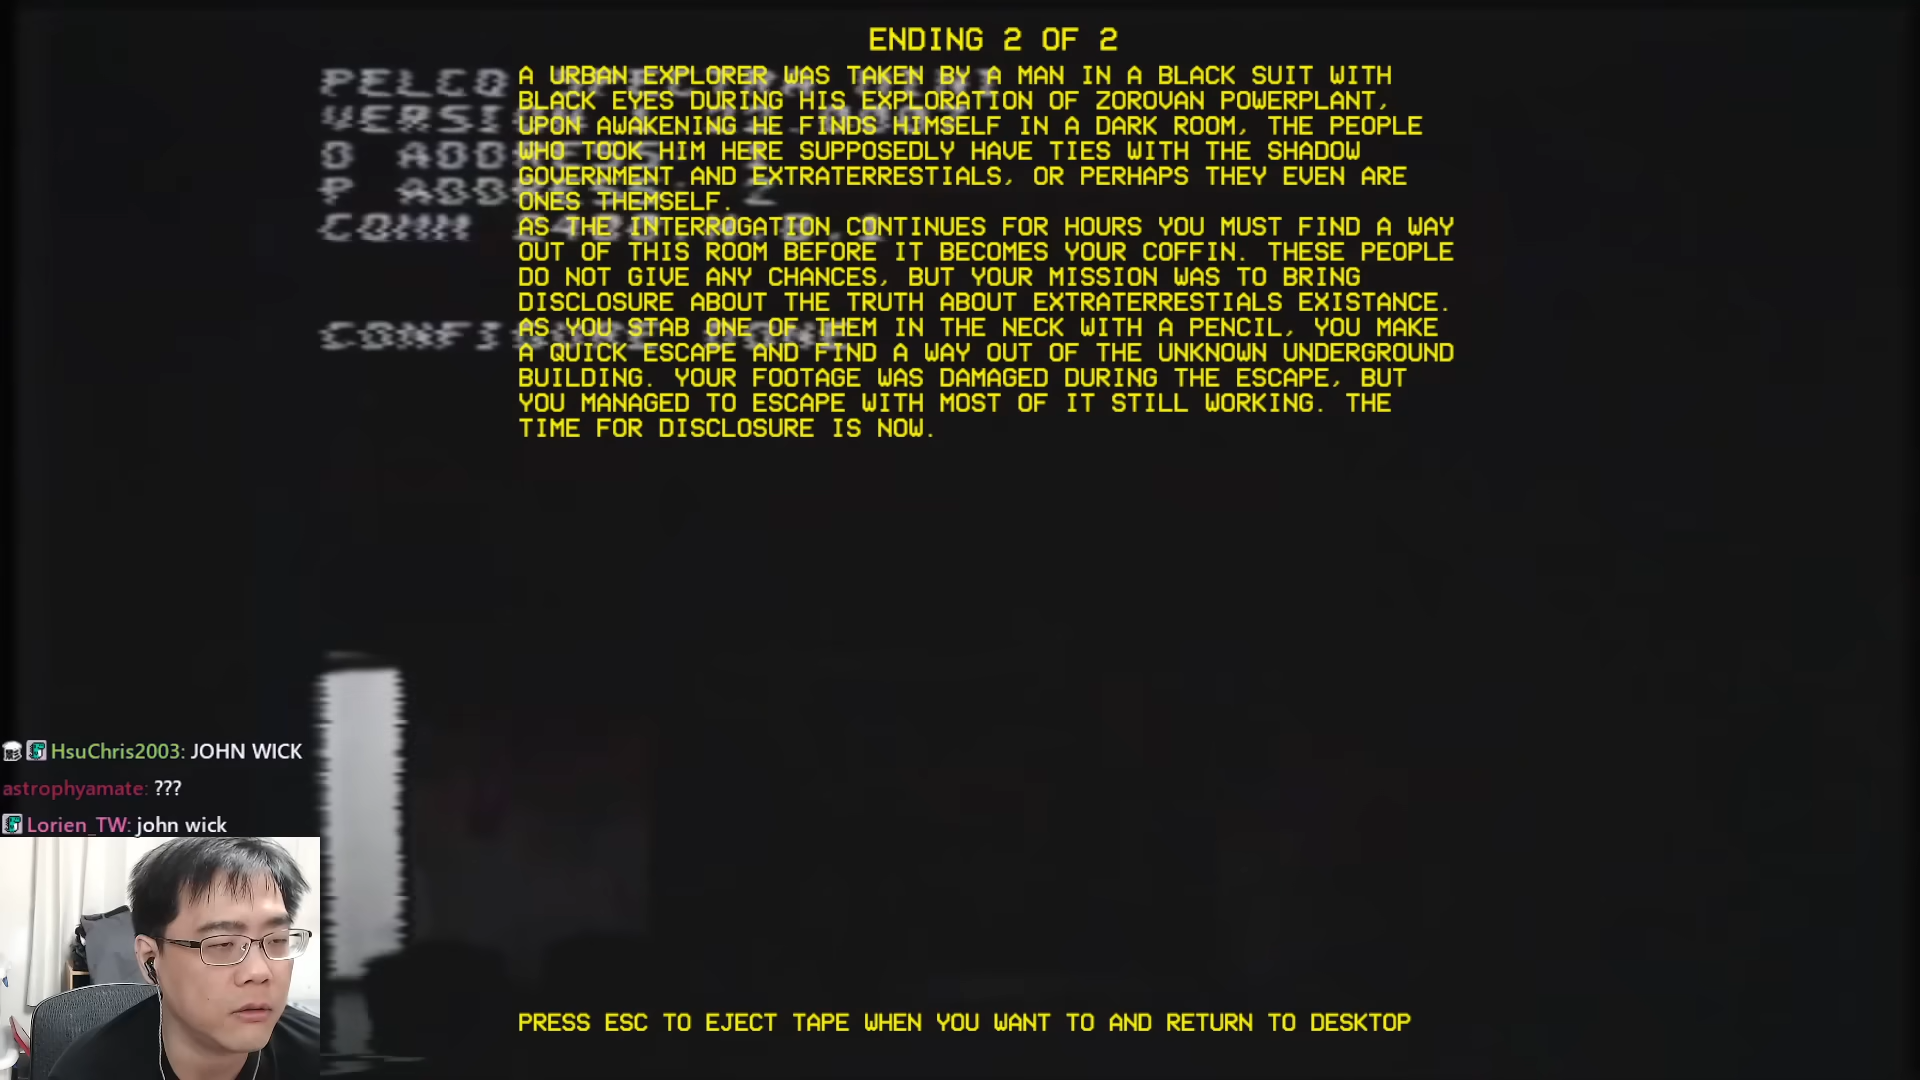 ENDING 2 OF 2
A URBAN EXPLORER WAS TAKEN BY A MAN IN A BLACK SUIT WITH
BLACK EYES DURING HIS EXPLORATION OF ZOROVAN POWERPLANT,
UPON AWAKENING HE FINDS HIMSELF IN A DARK ROOM, THE PEOPLE
WHO TOOK HIM HERE SUPPOSEDLY HAVE TIES WITH THE SHADOW
GOVERNMENT AND EXTRATERRESTIALS, OR PERHAPS THEY EVEN ARE
ONES THEMSELF.
AS THE INTERROGATION CONTINUES FOR HOURS YOU MUST FIND A WAY
OUT OF THIS ROOM BEFORE IT BECOMES YOUR COFFIN. THESE PEOPLE
DO NOT GIVE ANY CHANCES, BUT YOUR MISSION WAS TO BRING
DISCLOSURE ABOUT THE TRUTH ABOUT EXTRATERRESTIALS EXISTANCE.
AS YOU STAB ONE OF THEM IN THE NECK WITH A PENCIL, YOU MAKE
A QUICK ESCAPE AND FIND A WAY OUT OF THE UNKNOWN UNDERGROUND
BUILDING. YOUR FOOTAGE WAS DAMAGED DURING THE ESCAPE, BUT
YOU MANAGED TO ESCAPE WITH MOST OF IT STILL WORKING. THE
TIME FOR DISCLOSURE IS NOW.
PELCO
COMM
HsuChris2003: JOHN WICK
astrophyamate: ???
Lorien_TW: john wick
PRESS ESC TO EJECT TAPE WHEN YOU WANT TO AND RETURN TO DESKTOP